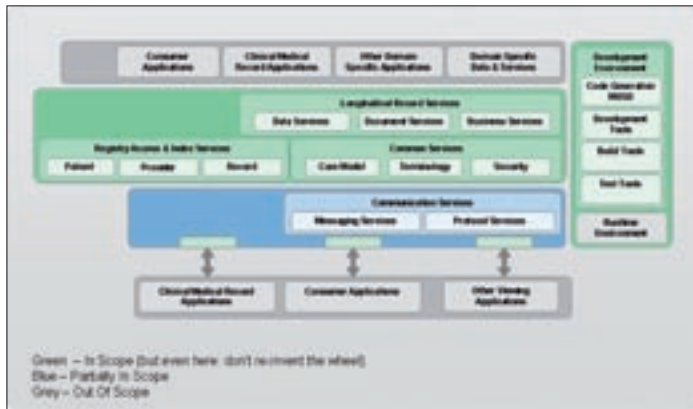 Consumer
Applications
Clinical/Medical
Record Applications
Other Domain
Specific Applications
Domain Specific
Data & Services
Development
Environment
Code Generation
Development
Tools
Build Tools
Test Tools
Runtime
Environment
Longitudinal Record Services
Data Services
Document Services
Business Services
Registry Access & Index Services
Patient
Provider
Record
Common Services
Care Model
Terminology
Security
Communication Services
Messaging Services
Protocol Services
Clinical/Medical Record
Applications
Consumer Applications
Other Viewing
Applications
Green – In Scope (but even here: don't re invent the wheel)
Blue – Partially In Scope
Grey – Out Of Scope